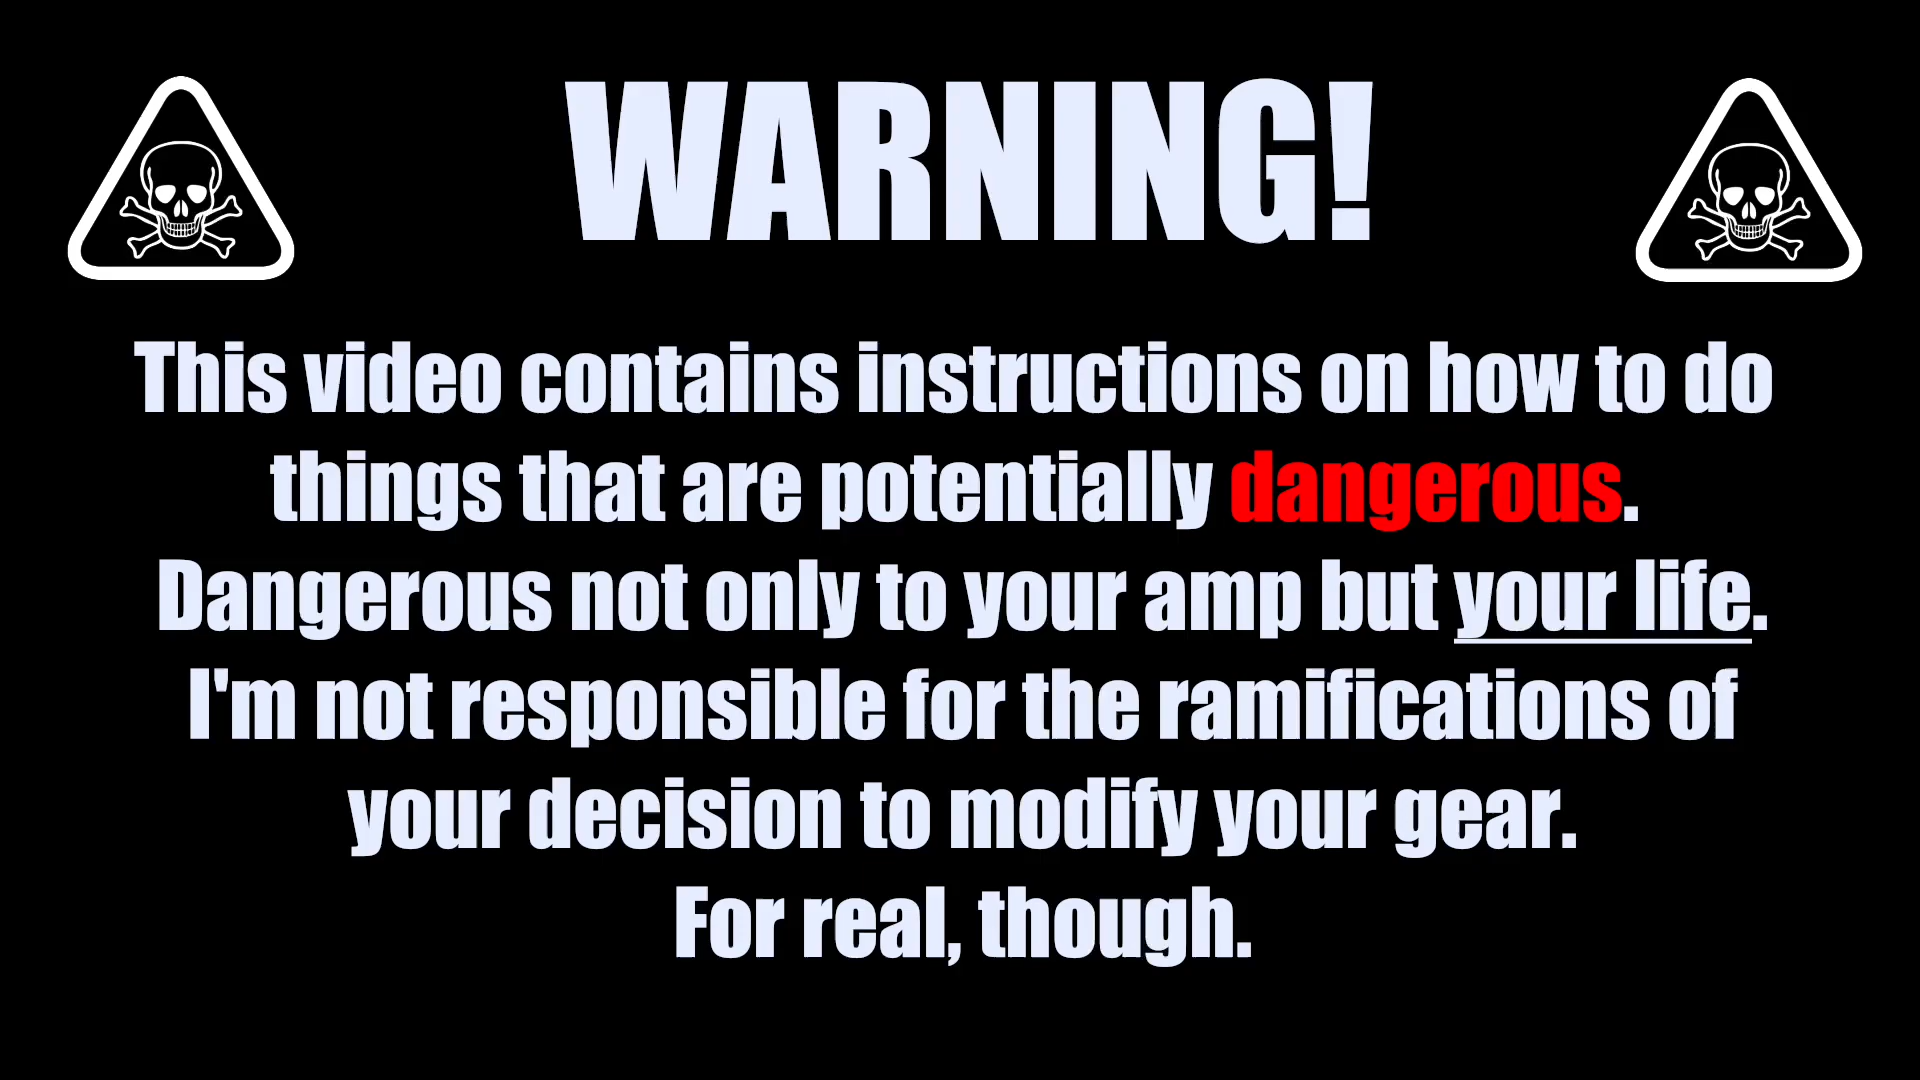 WARNING!
This video contains instructions on how to do
things that are potentially dangerous.
Dangerous not only to your amp but your life.
I'm not responsible for the ramifications of
your decision to modify your gear.
For real, though.